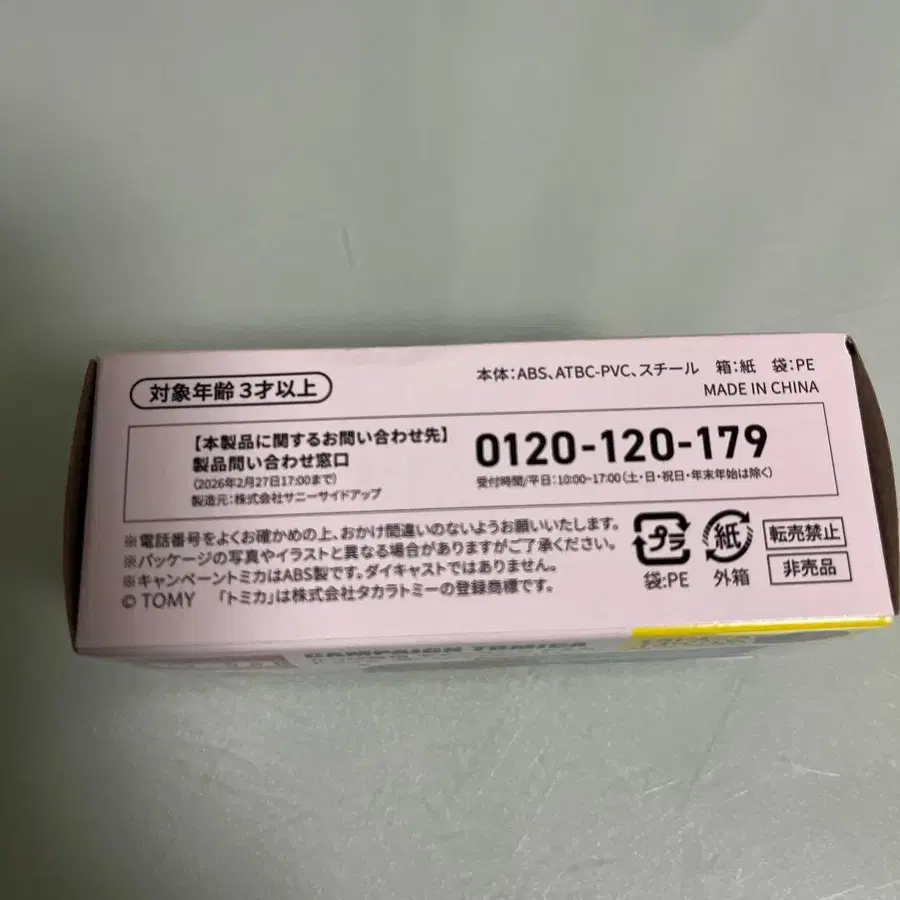 対象年齢 3才以上
本体:ABS、ATBC-PVC、スチール 箱:紙 袋:PE
MADE IN CHINA
【本製品に関するお問い合わせ先】
製品問い合わせ窓口
(2026年2月27日17:00まで)
製造元:株式会社サニーサイドアップ
0120-120-179
受付時間/平日:10:00~17:00(土・日・祝日・年末年始は除く)
※電話番号をよくお確かめの上、おかけ間違いのないようお願いいたします。
※パッケージの写真やイラストと異なる場合がありますがご了承ください。
※キャンペーントミカはABS製です。ダイキャストではありません。
© TOMY 「トミカ」は株式会社タカラトミーの登録商標です。
プラ
袋:PE
紙
外箱
転売禁止
非売品
CAMPAIGN TOMICA